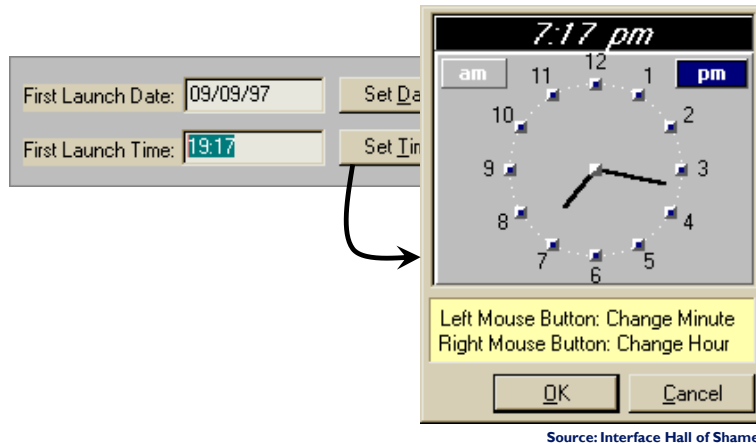 First Launch Date: 09/09/97 Set Da
First Launch Time: 19:17 Set Tim
7:17 pm
am
pm
12
11
1
10
2
9
3
8
4
7
5
6
Left Mouse Button: Change Minute
Right Mouse Button: Change Hour
OK Cancel
Source: Interface Hall of Shame